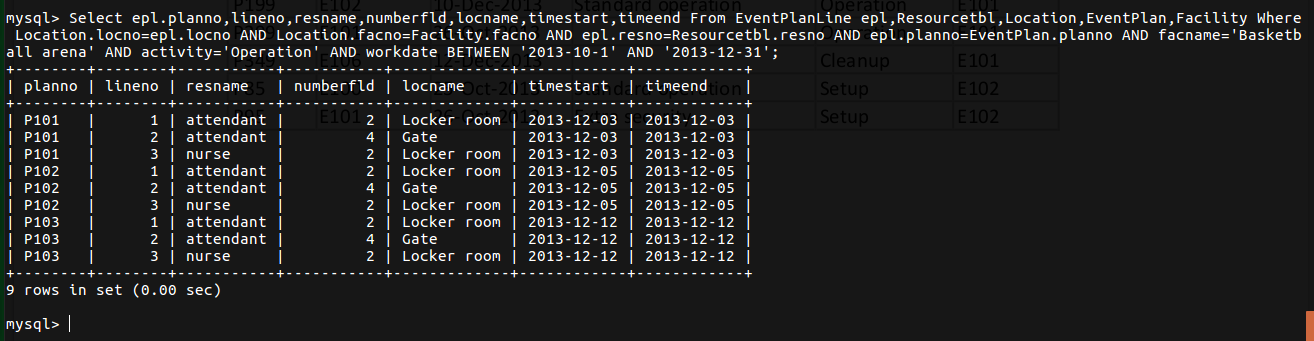 P199 E102 10-Dec-2013 Standard operation Operation E101
mysql> Select epl.planno,lineno,resname,numberfld,locname,timestart,timeend From EventPlanLine epl,Resourcetbl,Location,EventPlan,Facility Where
Location.locno=epl.locno AND Location.facno=Facility.facno AND epl.resno=Resourcetbl.resno AND epl.planno=EventPlan.planno AND facname='Basketb
all arena' AND activity='Operation' AND workdate BETWEEN '2013-10-1' AND '2013-12-31';
P349 E106 12-Dec-2013 Cleanup E101
+--------+--------+-----------+-----------+-------------+------------+------------+
| planno | lineno | resname   | numberfld | locname     | timestart  | timeend    |
Setup E102
+--------+--------+-----------+-----------+-------------+------------+------------+
| P101   |      1 | attendant |         2 | Locker room | 2013-12-03 | 2013-12-03 |
Setup E102
| P101   |      2 | attendant |         4 | Gate        | 2013-12-03 | 2013-12-03 |
| P101   |      3 | nurse     |         2 | Locker room | 2013-12-03 | 2013-12-03 |
| P102   |      1 | attendant |         2 | Locker room | 2013-12-05 | 2013-12-05 |
| P102   |      2 | attendant |         4 | Gate        | 2013-12-05 | 2013-12-05 |
| P102   |      3 | nurse     |         2 | Locker room | 2013-12-05 | 2013-12-05 |
| P103   |      1 | attendant |         2 | Locker room | 2013-12-12 | 2013-12-12 |
| P103   |      2 | attendant |         4 | Gate        | 2013-12-12 | 2013-12-12 |
| P103   |      3 | nurse     |         2 | Locker room | 2013-12-12 | 2013-12-12 |
+--------+--------+-----------+-----------+-------------+------------+------------+
9 rows in set (0.00 sec)
mysql>